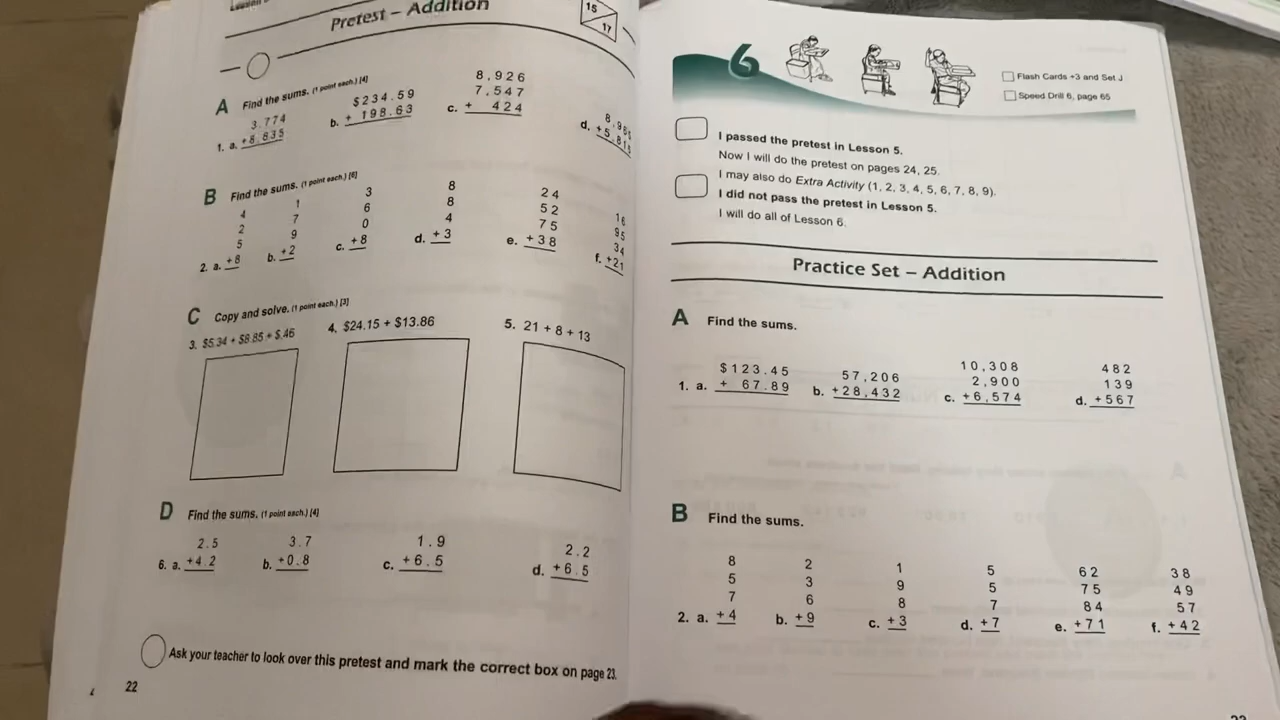 Pretest – Addition
15
17
A Find the sums. (1 point each.) [4]
1. a. 3.774 +6.835
b. $234.59 + 198.63
c. 8,926 7,547 + 424
d.
B Find the sums. (1 point each.) [6]
2. a. 4 2 5 +8
b. 1 7 9 +2
c. 3 6 0 +8
d. 8 8 4 +3
e. 24 52 75 +38
f. 16 95 34 +21
C Copy and solve. (1 point each.) [3]
3. $5.34 + $8.85 + $.46
4. $24.15 + $13.86
5. 21 + 8 + 13
D Find the sums. (1 point each.) [4]
6. a. 2.5 +4.2
b. 3.7 +0.8
c. 1.9 +6.5
d. 2.2 +6.5
Ask your teacher to look over this pretest and mark the correct box on page 23.
22
6
Flash Cards +3 and Set J
Speed Drill 6, page 65
I passed the pretest in Lesson 5.
Now I will do the pretest on pages 24, 25.
I may also do Extra Activity (1, 2, 3, 4, 5, 6, 7, 8, 9).
I did not pass the pretest in Lesson 5.
I will do all of Lesson 6.
Practice Set – Addition
A Find the sums.
1. a. $123.45 + 67.89
b. 57,206 +28,432
c. 10,308 2,900 +6,574
d. 482 139 +567
B Find the sums.
2. a. 8 5 7 +4
b. 2 3 6 +9
c. 1 9 8 +3
d. 5 5 7 +7
e. 62 75 84 +71
f. 38 49 57 +42